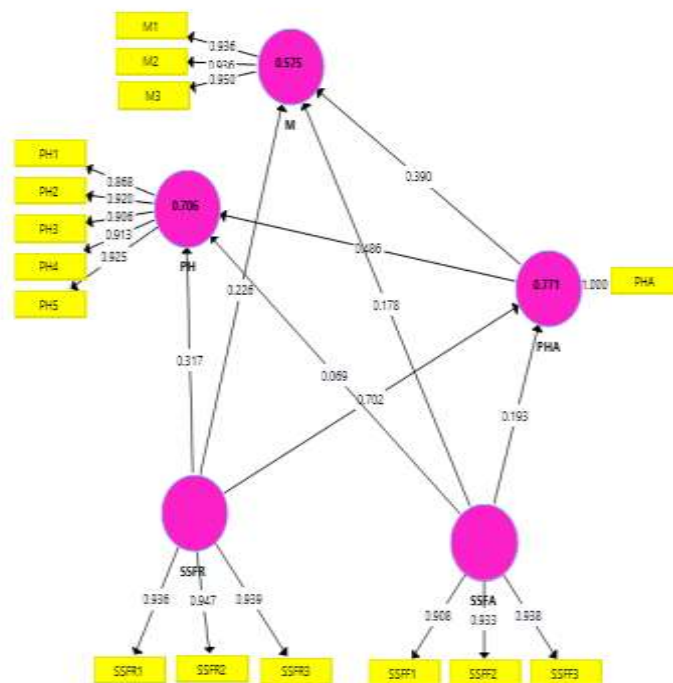 M1
0.936
M2
0.936
M3
0.950
0.575
M
PH1
0.868
PH2
0.920
PH3
0.906
PH4
0.913
PH5
0.925
0.706
PH
0.390
0.486
0.226
0.178
0.771
1.000
PHA
PHA
0.317
0.069
0.702
0.193
SSFR
SSFA
0.936
0.947
0.939
0.908
0.933
0.938
SSFR1
SSFR2
SSFR3
SSFF1
SSFF2
SSFF3